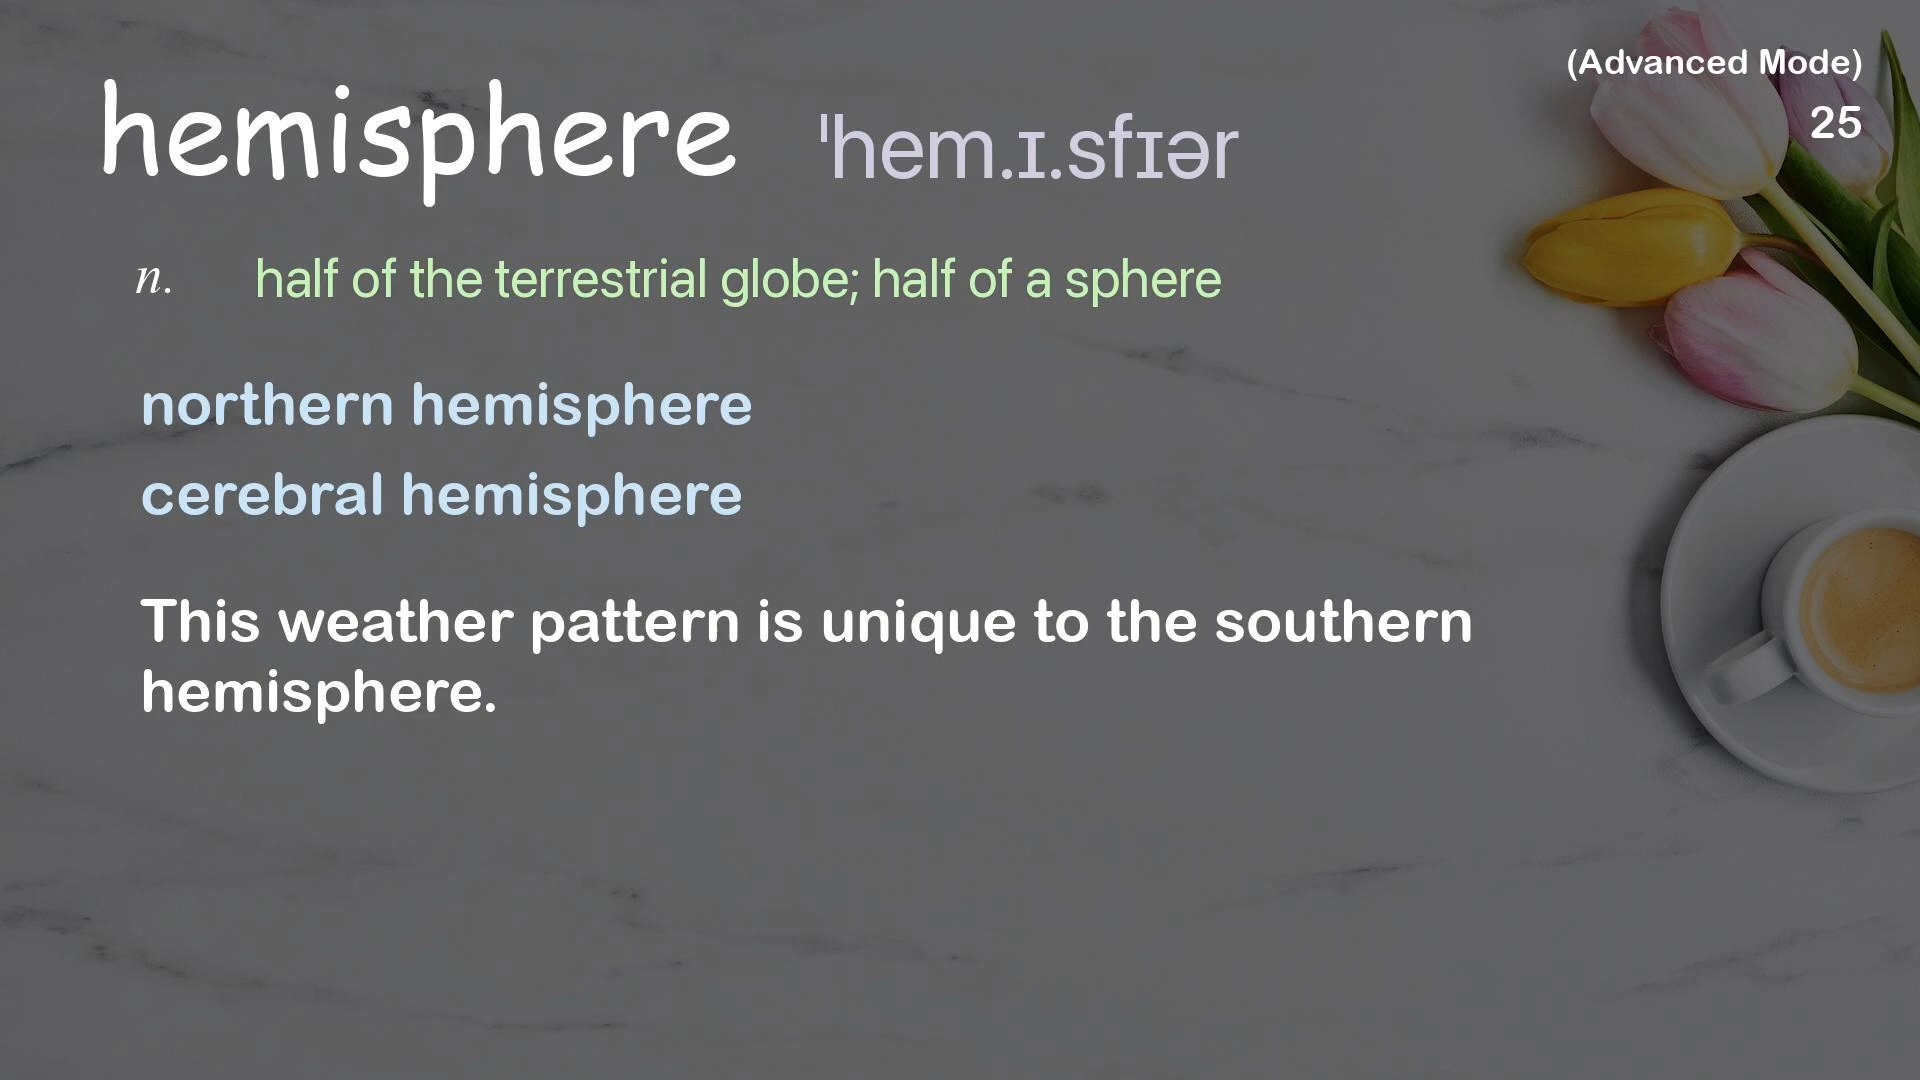 (Advanced Mode)
25
hemisphere ˈhem.ɪ.sfɪər
n. half of the terrestrial globe; half of a sphere
northern hemisphere
cerebral hemisphere
This weather pattern is unique to the southern
hemisphere.